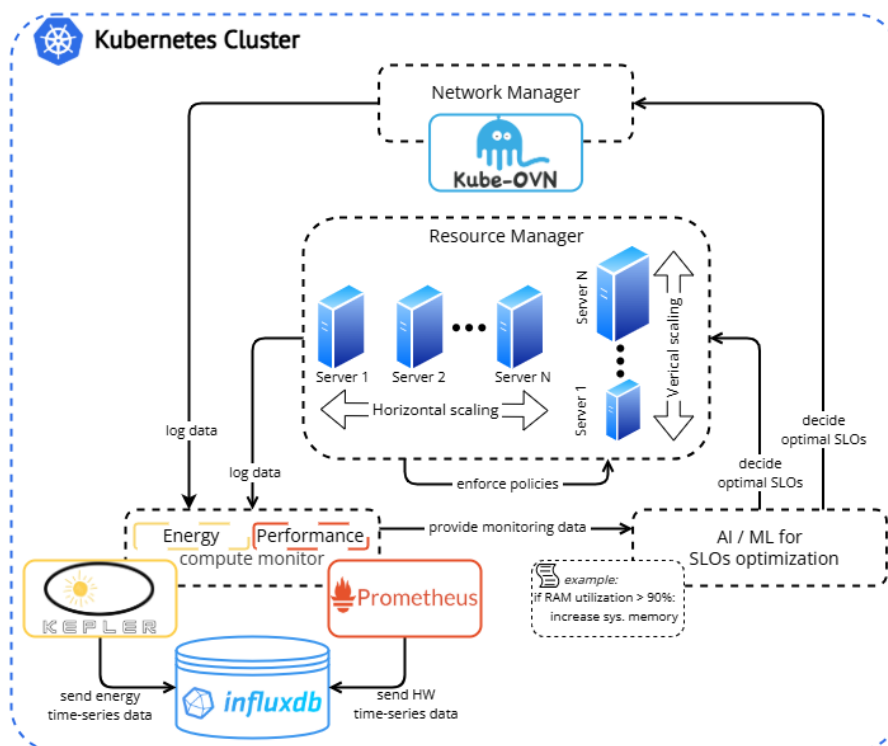 Kubernetes Cluster
Network Manager
Kube-OVN
Resource Manager
Server 1
Server 2
Server N
Horizontal scaling
Server N
Server 1
Verical scaling
log data
log data
enforce policies
decide
optimal SLOs
decide
optimal SLOs
Energy
Performance
compute monitor
provide monitoring data
AI / ML for
SLOs optimization
KEPLER
Prometheus
example:
if RAM utilization > 90%:
increase sys. memory
send energy
time-series data
influxdb
send HW
time-series data